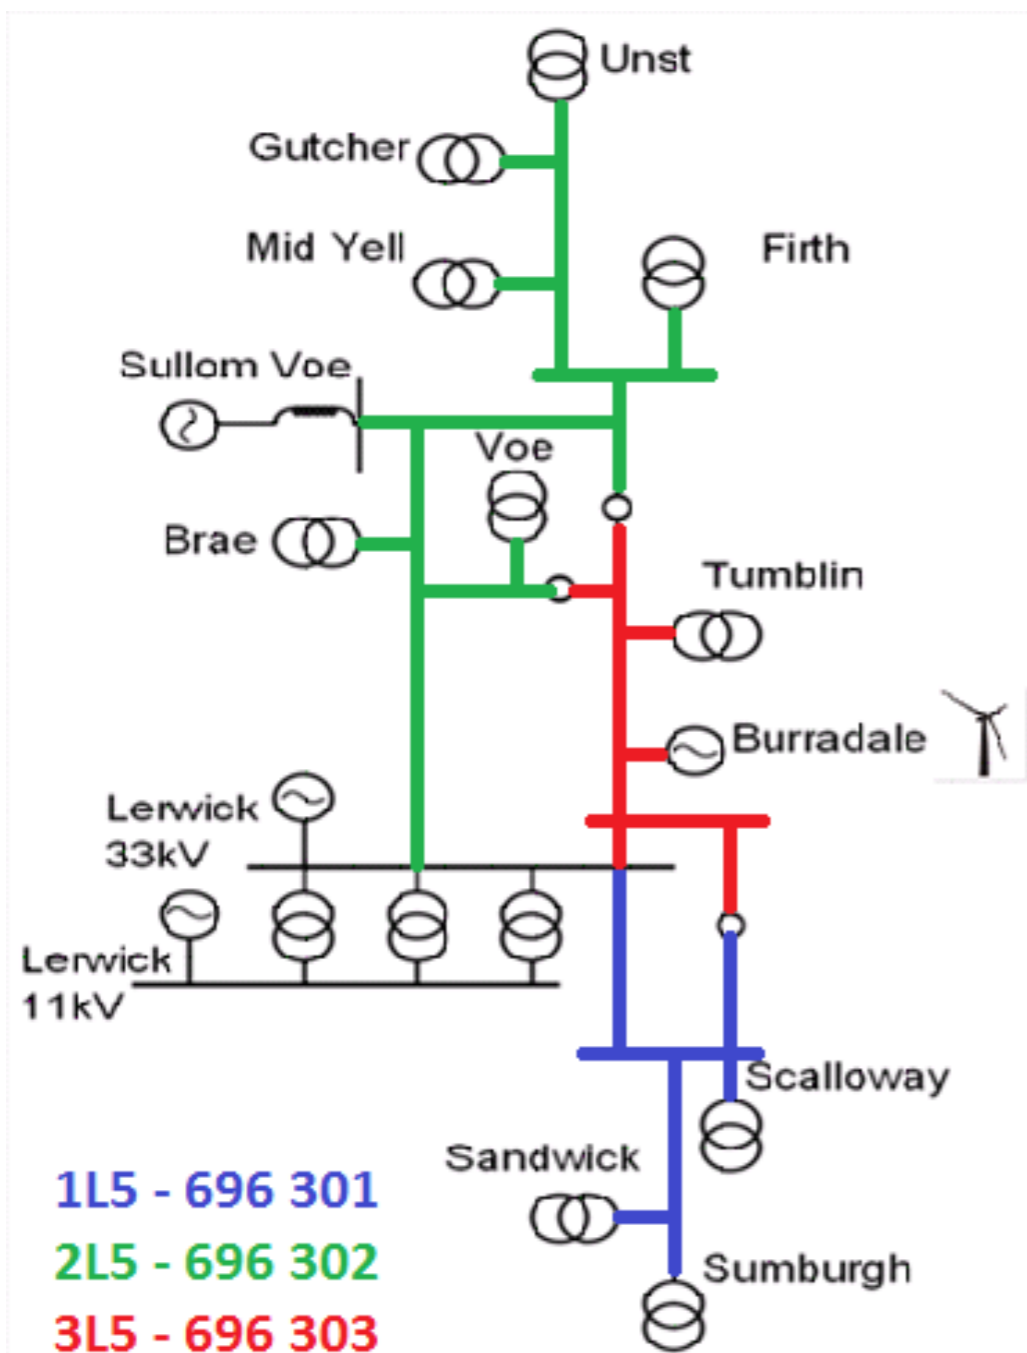 Unst
Gutcher
Mid Yell
Firth
Sullom Voe
Voe
Brae
Tumblin
Burradale
Lerwick
33kV
Lerwick
11kV
Scalloway
Sandwick
Sumburgh
1L5 - 696 301
2L5 - 696 302
3L5 - 696 303